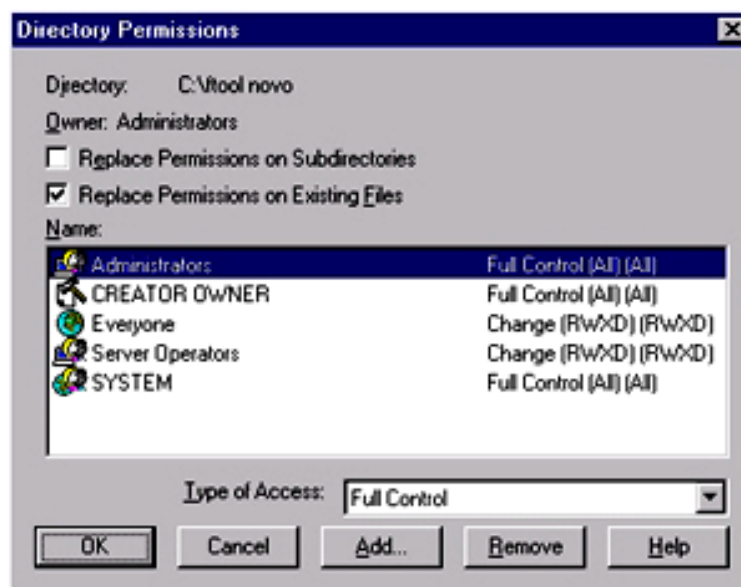 Directory Permissions
Directory: C:\ftool novo
Owner: Administrators
Replace Permissions on Subdirectories
Replace Permissions on Existing Files
Name:
Administrators Full Control (All) (All)
CREATOR OWNER Full Control (All) (All)
Everyone Change (RWXD) (RWXD)
Server Operators Change (RWXD) (RWXD)
SYSTEM Full Control (All) (All)
Type of Access: Full Control
OK Cancel Add... Remove Help